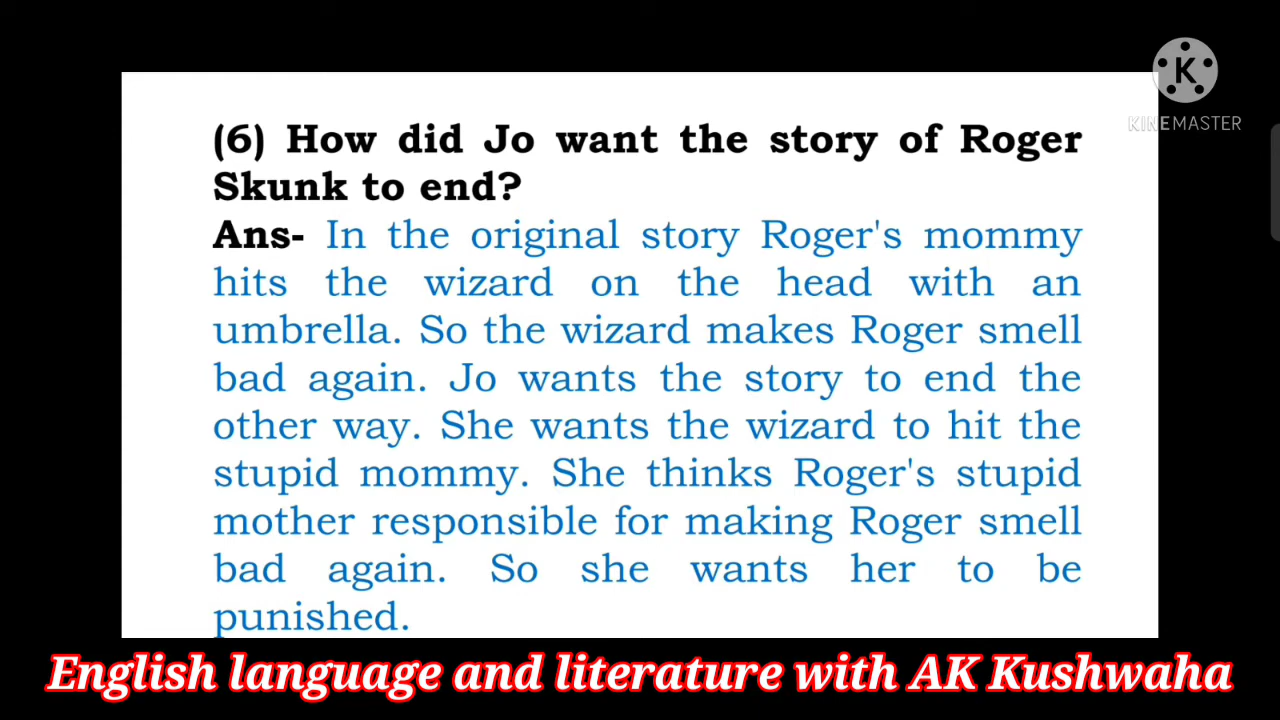 K
KINEMASTER
(6) How did Jo want the story of Roger
Skunk to end?
Ans- In the original story Roger's mommy
hits the wizard on the head with an
umbrella. So the wizard makes Roger smell
bad again. Jo wants the story to end the
other way. She wants the wizard to hit the
stupid mommy. She thinks Roger's stupid
mother responsible for making Roger smell
bad again. So she wants her to be
punished.
English language and literature with AK Kushwaha